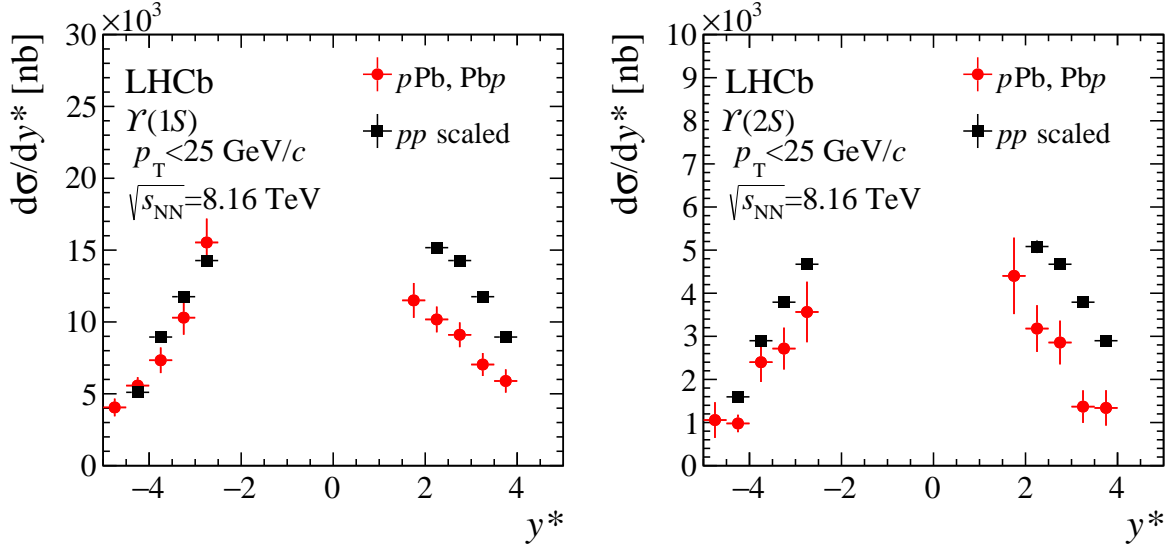 ×10³
dσ/dy* [nb]
30
25
20
15
10
5
0
LHCb
ϒ(1S)
p_T<25 GeV/c
√s_NN=8.16 TeV
pPb, Pbp
pp scaled
−4 −2 0 2 4
y*
×10³
dσ/dy* [nb]
10
9
8
7
6
5
4
3
2
1
0
LHCb
ϒ(2S)
p_T<25 GeV/c
√s_NN=8.16 TeV
pPb, Pbp
pp scaled
−4 −2 0 2 4
y*